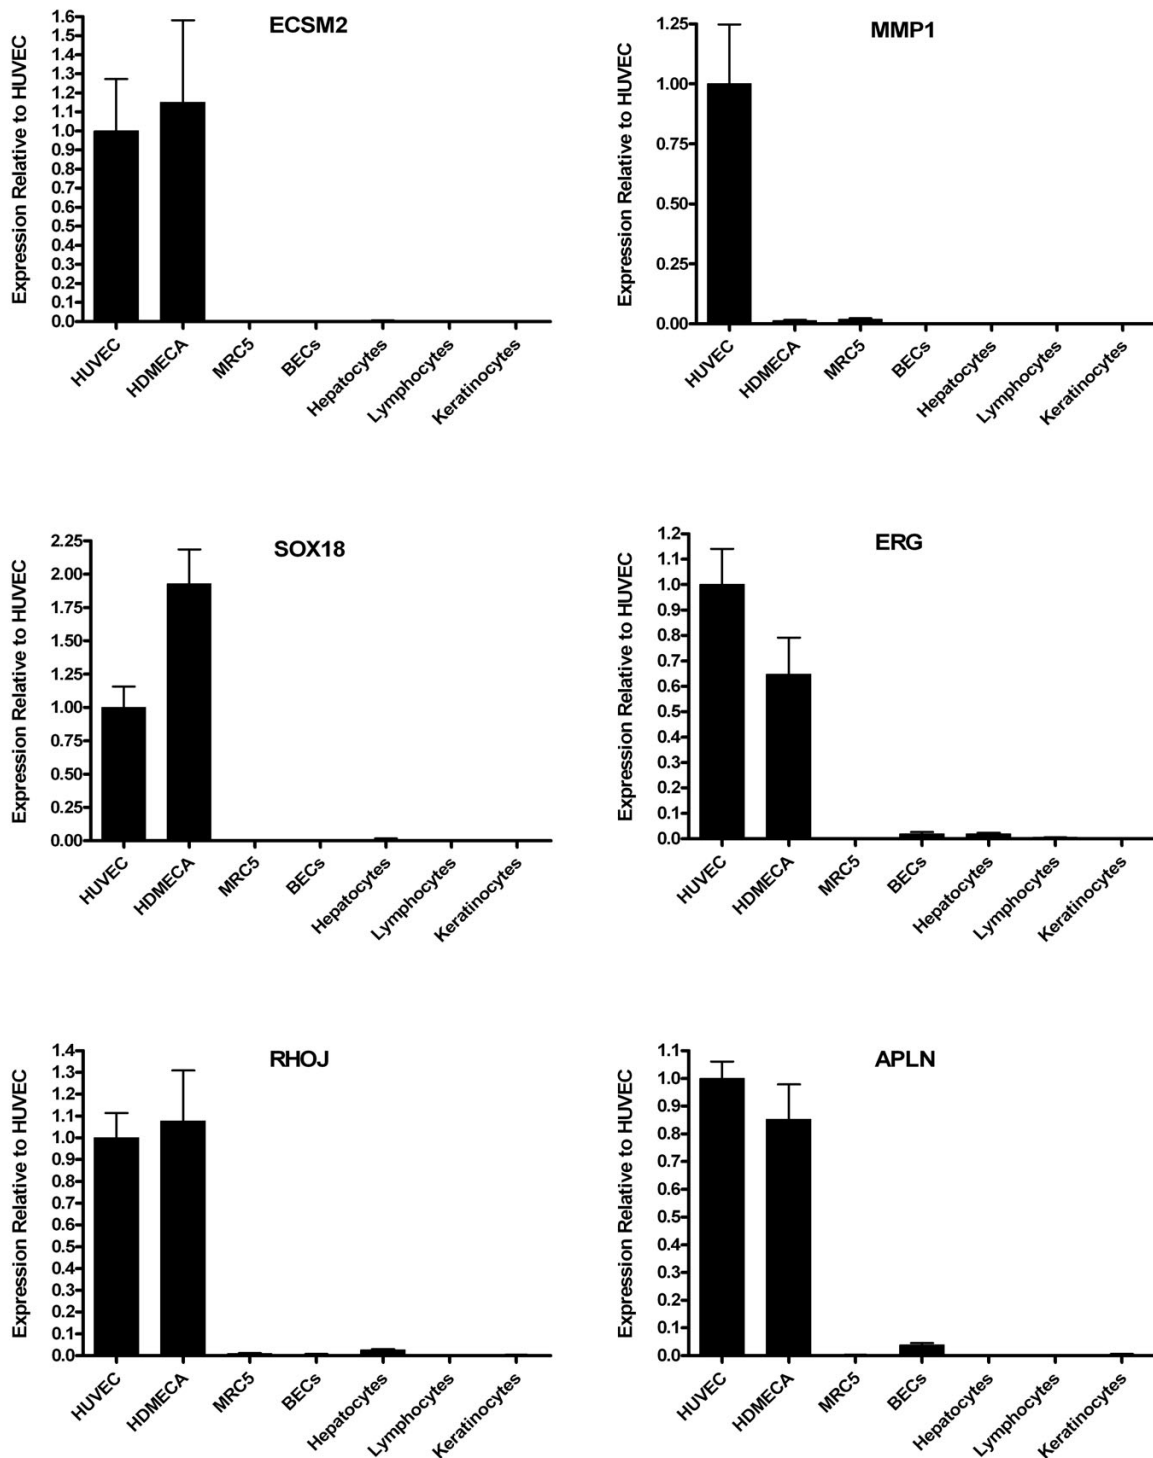 ECSM2
Expression Relative to HUVEC
1.6
1.5
1.4
1.3
1.2
1.1
1.0
0.9
0.8
0.7
0.6
0.5
0.4
0.3
0.2
0.1
0.0
HUVEC
HDMECA
MRC5
BECs
Hepatocytes
Lymphocytes
Keratinocytes
MMP1
Expression Relative to HUVEC
1.25
1.00
0.75
0.50
0.25
0.00
HUVEC
HDMECA
MRC5
BECs
Hepatocytes
Lymphocytes
Keratinocytes
SOX18
Expression Relative to HUVEC
2.25
2.00
1.75
1.50
1.25
1.00
0.75
0.50
0.25
0.00
HUVEC
HDMECA
MRC5
BECs
Hepatocytes
Lymphocytes
Keratinocytes
ERG
Expression Relative to HUVEC
1.2
1.1
1.0
0.9
0.8
0.7
0.6
0.5
0.4
0.3
0.2
0.1
0.0
HUVEC
HDMECA
MRC5
BECs
Hepatocytes
Lymphocytes
Keratinocytes
RHOJ
Expression Relative to HUVEC
1.4
1.3
1.2
1.1
1.0
0.9
0.8
0.7
0.6
0.5
0.4
0.3
0.2
0.1
0.0
HUVEC
HDMECA
MRC5
BECs
Hepatocytes
Lymphocytes
Keratinocytes
APLN
Expression Relative to HUVEC
1.1
1.0
0.9
0.8
0.7
0.6
0.5
0.4
0.3
0.2
0.1
0.0
HUVEC
HDMECA
MRC5
BECs
Hepatocytes
Lymphocytes
Keratinocytes